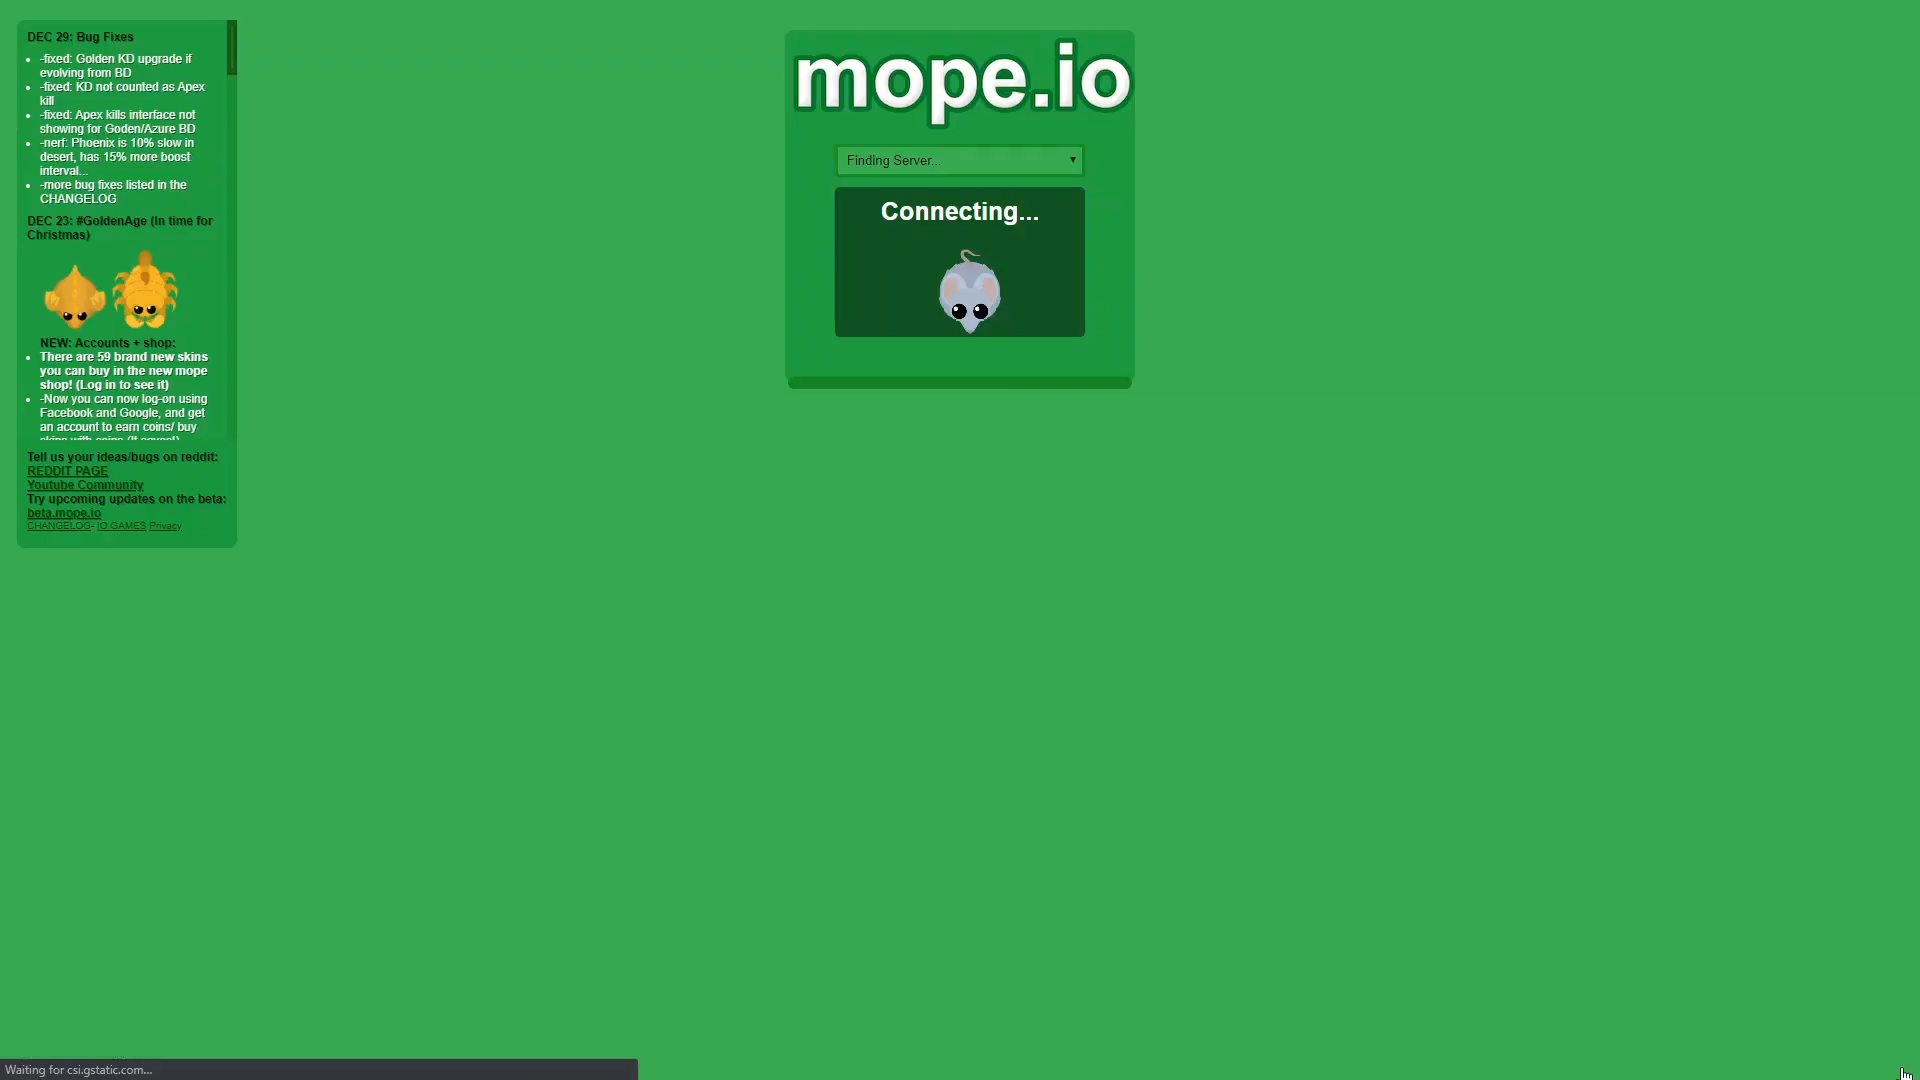 DEC 29: Bug Fixes
-fixed: Golden KD upgrade if
evolving from BD
-fixed: KD not counted as Apex
kill
-fixed: Apex kills interface not
showing for Goden/Azure BD
-nerf: Phoenix is 10% slow in
desert, has 15% more boost
interval...
-more bug fixes listed in the
CHANGELOG
DEC 23: #GoldenAge (In time for
Christmas)
NEW: Accounts + shop:
There are 59 brand new skins
you can buy in the new mope
shop! (Log in to see it)
-Now you can now log-on using
Facebook and Google, and get
an account to earn coins/ buy
skins with coins
Tell us your ideas/bugs on reddit:
REDDIT PAGE
Youtube Community
Try upcoming updates on the beta:
beta.mope.io
CHANGELOG- IO GAMES Privacy
mope.io
Finding Server...
Connecting...
Waiting for csi.gstatic.com...